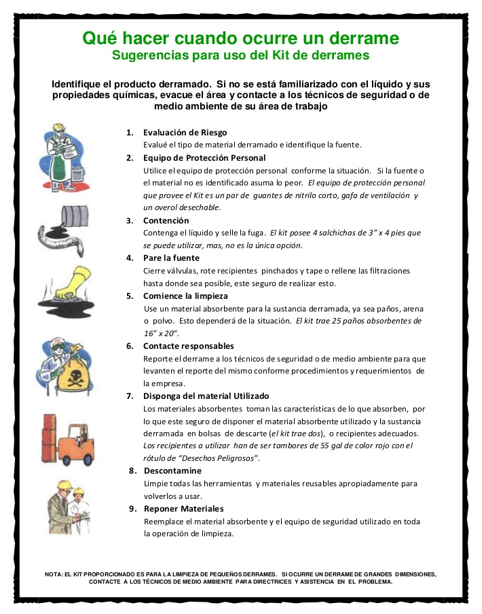 Qué hacer cuando ocurre un derrame
Sugerencias para uso del Kit de derrames
Identifique el producto derramado. Si no se está familiarizado con el líquido y sus
propiedades químicas, evacue el área y contacte a los técnicos de seguridad o de
medio ambiente de su área de trabajo
1. Evaluación de Riesgo
Evalué el tipo de material derramado e identifique la fuente.
2. Equipo de Protección Personal
Utilice el equipo de protección personal conforme la situación. Si la fuente o
el material no es identificado asuma lo peor. El equipo de protección personal
que provee el Kit es un par de guantes de nitrilo corto, gafa de ventilación y
un overol desechable.
3. Contención
Contenga el líquido y selle la fuga. El kit posee 4 salchichas de 3" x 4 pies que
se puede utilizar, mas, no es la única opción.
4. Pare la fuente
Cierre válvulas, rote recipientes pinchados y tape o rellene las filtraciones
hasta donde sea posible, este seguro de realizar esto.
5. Comience la limpieza
Use un material absorbente para la sustancia derramada, ya sea paños, arena
o polvo. Esto dependerá de la situación. El kit trae 25 paños absorbentes de
16" x 20".
6. Contacte responsables
Reporte el derrame a los técnicos de seguridad o de medio ambiente para que
levanten el reporte del mismo conforme procedimientos y requerimientos de
la empresa.
7. Disponga del material Utilizado
Los materiales absorbentes toman las características de lo que absorben, por
lo que este seguro de disponer el material absorbente utilizado y la sustancia
derramada en bolsas de descarte (el kit trae dos), o recipientes adecuados.
Los recipientes a utilizar han de ser tambores de 55 gal de color rojo con el
rótulo de "Desechos Peligrosos".
8. Descontamine
Limpie todas las herramientas y materiales reusables apropiadamente para
volverlos a usar.
9. Reponer Materiales
Reemplace el material absorbente y el equipo de seguridad utilizado en toda
la operación de limpieza.
NOTA: EL KIT PROPORCIONADO ES PARA LA LIMPIEZA DE PEQUEÑOS DERRAMES. SI OCURRE UN DERRAME DE GRANDES DIMENSIONES,
CONTACTE A LOS TÉCNICOS DE MEDIO AMBIENTE PARA DIRECTRICES Y ASISTENCIA EN EL PROBLEMA.